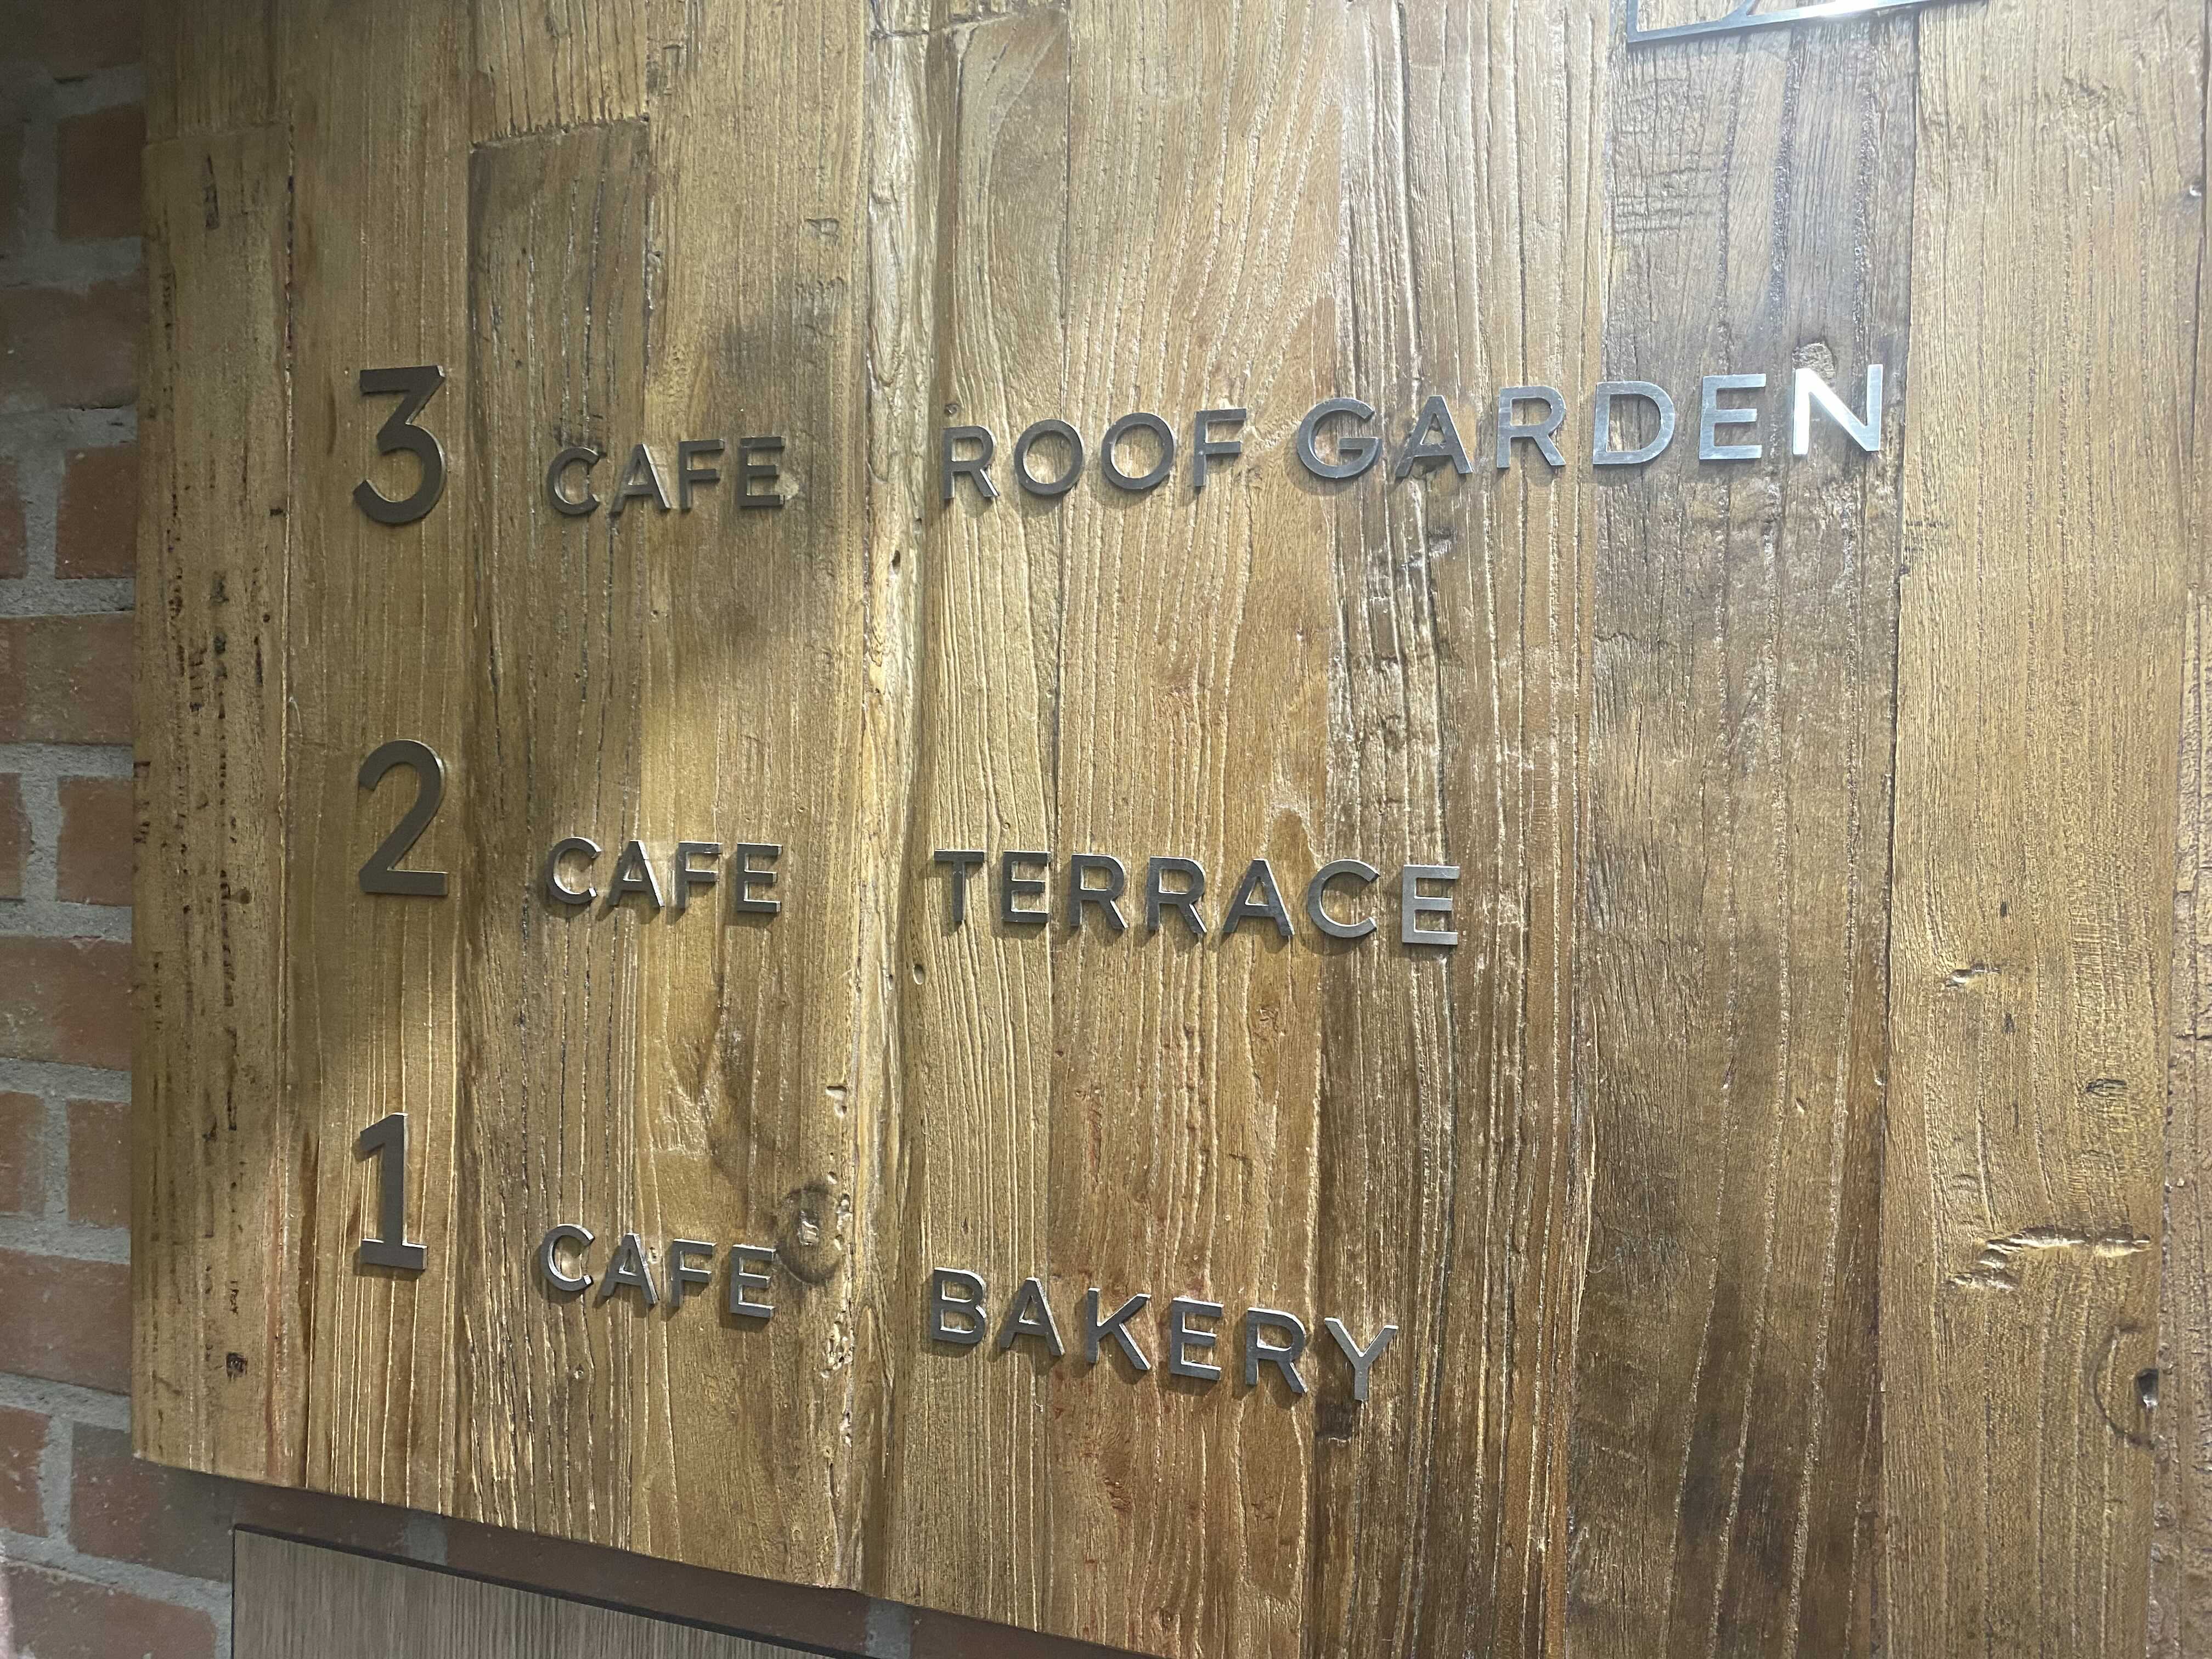 3 CAFE ROOF GARDEN
2 CAFE TERRACE
1 CAFE BAKERY